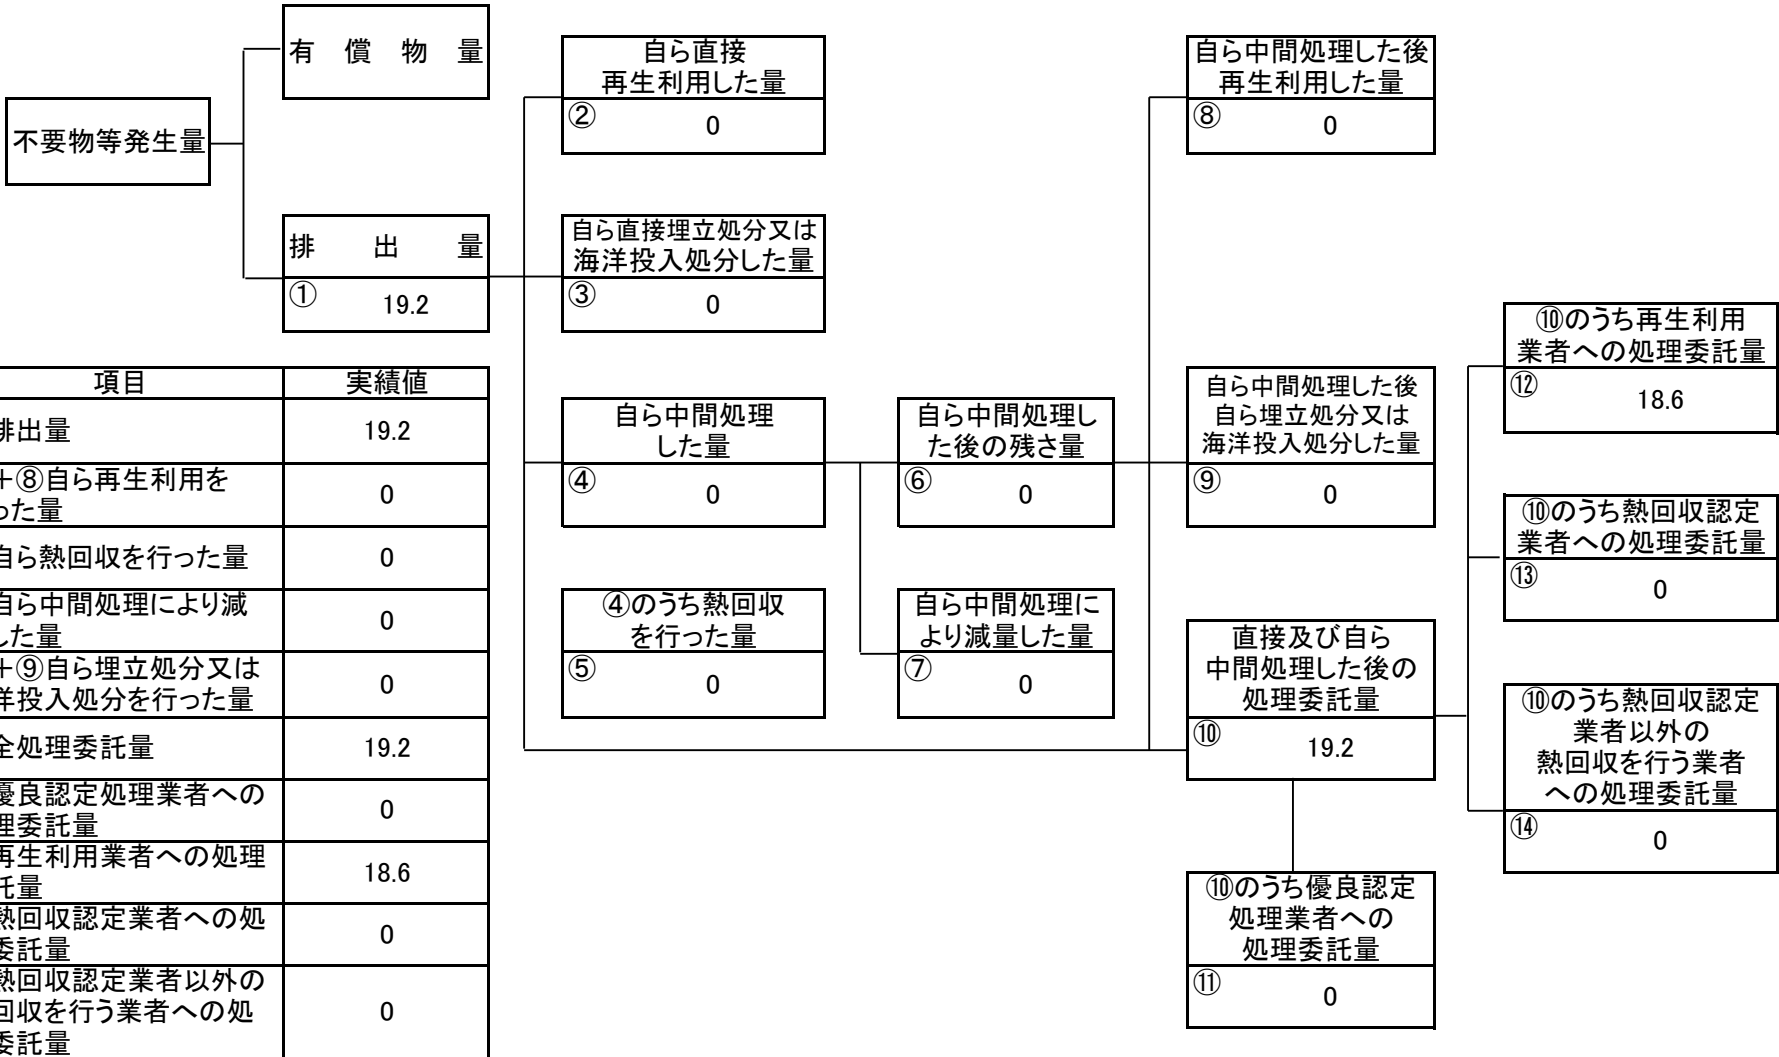 有償物量
不要物等発生量
排出量
① 19.2
自ら直接
再生利用した量
② 0
自ら直接埋立処分又は
海洋投入処分した量
③ 0
自ら中間処理
した量
④ 0
④のうち熱回収
を行った量
⑤ 0
自ら中間処理し
た後の残さ量
⑥ 0
自ら中間処理に
より減量した量
⑦ 0
自ら中間処理した後
再生利用した量
⑧ 0
自ら中間処理した後
自ら埋立処分又は
海洋投入処分した量
⑨ 0
直接及び自ら
中間処理した後の
処理委託量
⑩ 19.2
⑩のうち優良認定
処理業者への
処理委託量
⑪ 0
⑩のうち再生利用
業者への処理委託量
⑫ 18.6
⑩のうち熱回収認定
業者への処理委託量
⑬ 0
⑩のうち熱回収認定
業者以外の
熱回収を行う業者
への処理委託量
⑭ 0
項目 実績値
排出量 19.2
+⑧自ら再生利用を
った量 0
自ら熱回収を行った量 0
自ら中間処理により減
した量 0
+⑨自ら埋立処分又は
洋投入処分を行った量 0
全処理委託量 19.2
優良認定処理業者への
理委託量 0
再生利用業者への処理
託量 18.6
熱回収認定業者への処
委託量 0
熱回収認定業者以外の
回収を行う業者への処
委託量 0